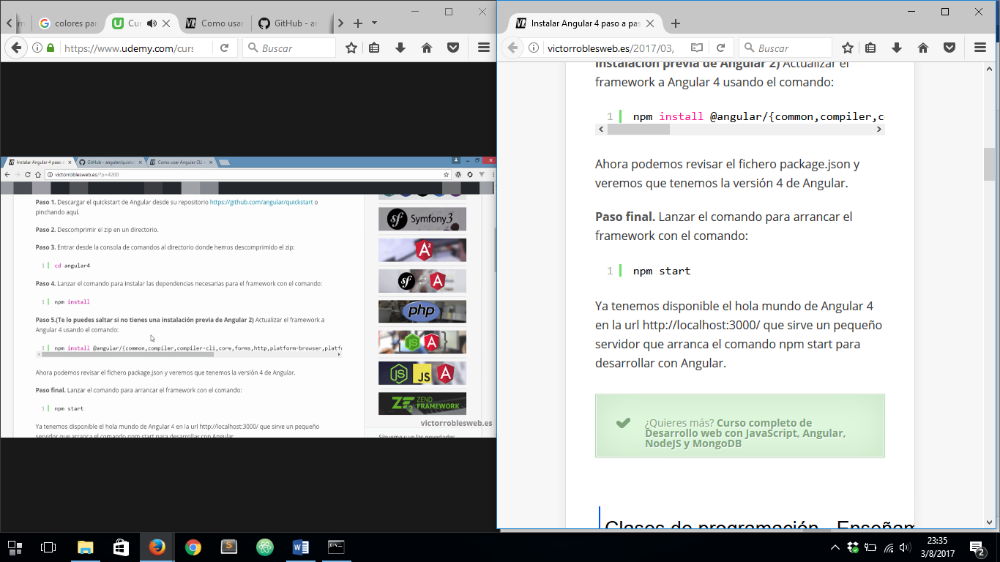 colores par
Cur
Como usar
GitHub - ar
https://www.udemy.com/curs
Buscar
Instalar Angular 4 paso a
GitHub - angular/quickst
Como usar Angular CLI
victorroblesweb.es/?p=4200
Paso 1. Descargar el quickstart de Angular desde su repositorio https://github.com/angular/quickstart o
pinchando aquí.
Paso 2. Descomprimir el zip en un directorio.
Paso 3. Entrar desde la consola de comandos al directorio donde hemos descomprimido el zip:
1 cd angular4
Paso 4. Lanzar el comando para instalar las dependencias necesarias para el framework con el comando:
1 npm install
Paso 5.(Te lo puedes saltar si no tienes una instalación previa de Angular 2) Actualizar el framework a
Angular 4 usando el comando:
1 npm install @angular/{common,compiler,compiler-cli,core,forms,http,platform-browser,platf
Ahora podemos revisar el fichero package.json y veremos que tenemos la versión 4 de Angular.
Paso final. Lanzar el comando para arrancar el framework con el comando:
1 npm start
Ya tenemos disponible el hola mundo de Angular 4 en la url http://localhost:3000/ que sirve un pequeño
servidor que arranca el comando npm start para desarrollar con Angular.
sf Symfony3
A2
sf A
php
JS A }
JS JS A
ZF2 ZEND
FRAMEWORK
victorroblesweb.es
Sígueme y ve las novedades
Instalar Angular 4 paso a pas
victorroblesweb.es/2017/03,
Buscar
instalación previa de Angular 2) Actualizar el
framework a Angular 4 usando el comando:
1 npm install @angular/{common,compiler,c
Ahora podemos revisar el fichero package.json y
veremos que tenemos la versión 4 de Angular.
Paso final. Lanzar el comando para arrancar el
framework con el comando:
1 npm start
Ya tenemos disponible el hola mundo de Angular 4
en la url http://localhost:3000/ que sirve un pequeño
servidor que arranca el comando npm start para
desarrollar con Angular.
¿Quieres más? Curso completo de
Desarrollo web con JavaScript, Angular,
NodeJS y MongoDB
Clases de programación - Enseñam
23:35
3/8/2017
2